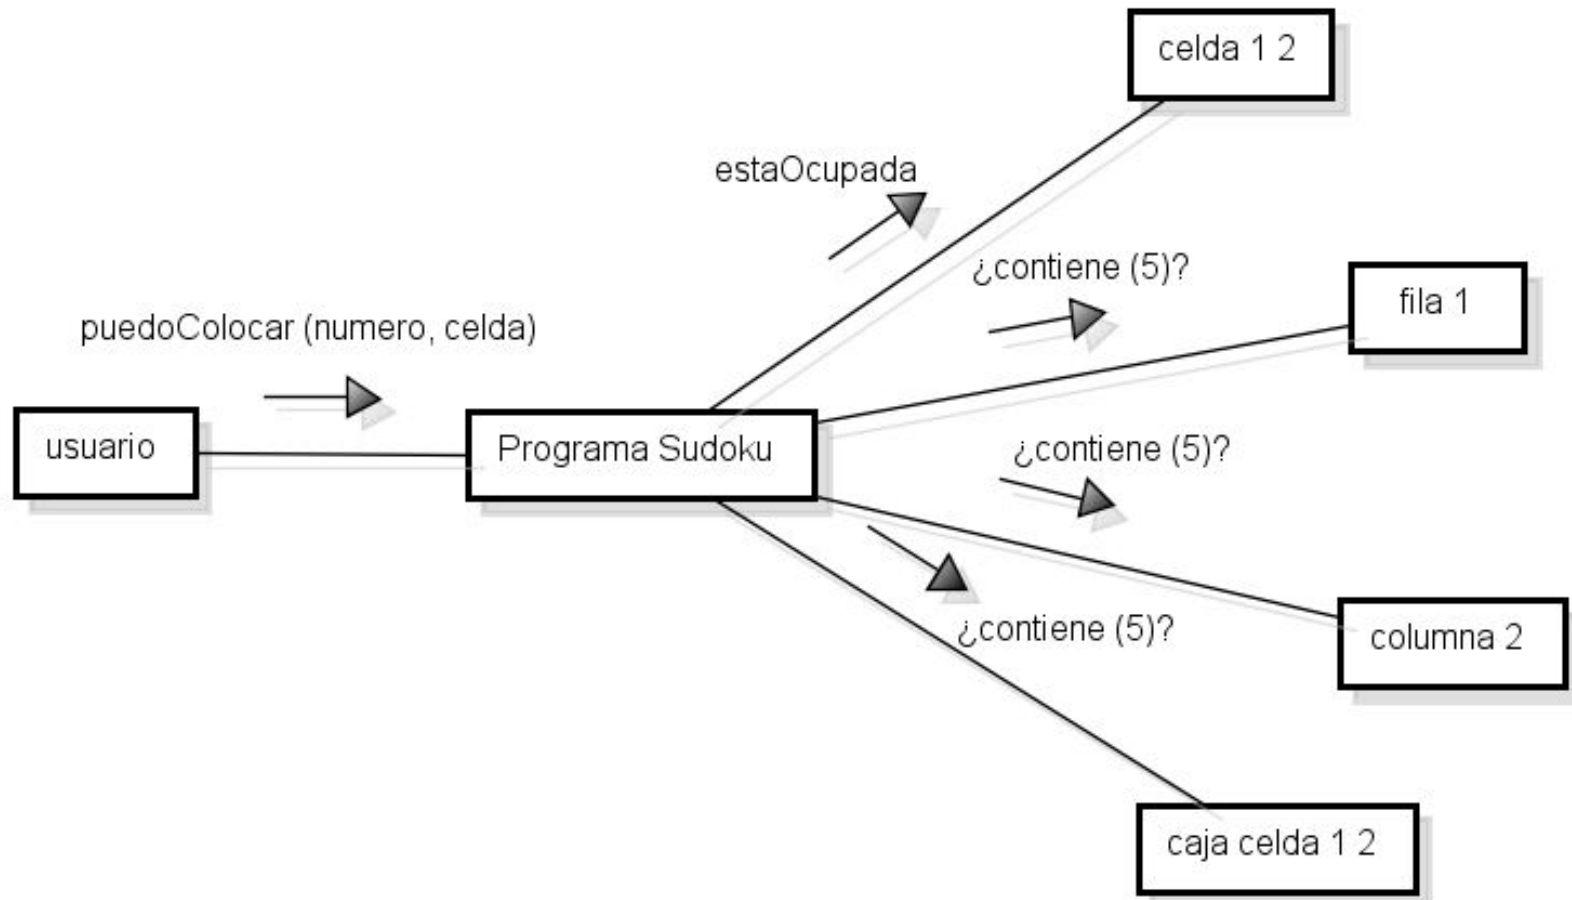 celda 1 2
estaOcupada
¿contiene (5)?
fila 1
puedoColocar (numero, celda)
usuario
Programa Sudoku
¿contiene (5)?
¿contiene (5)?
columna 2
caja celda 1 2